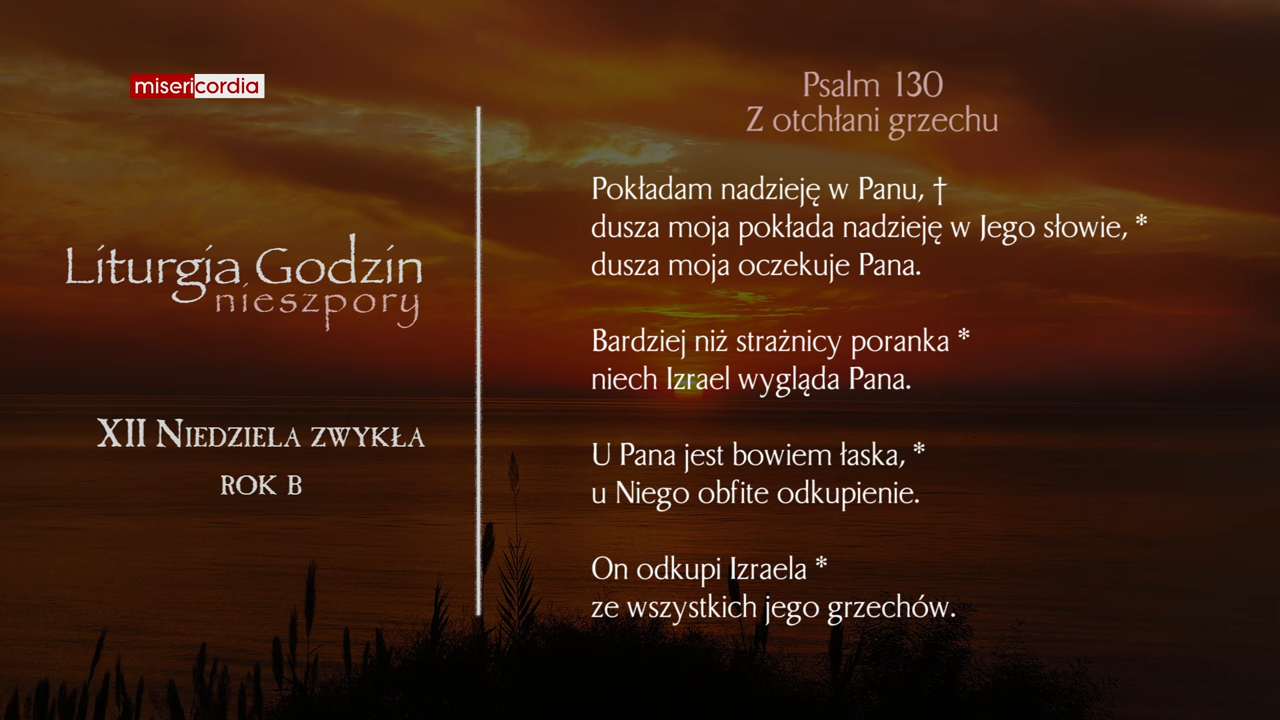 misericordia
Liturgia Godzin
nieszpory
XII Niedziela zwykła
rok B
Psalm 130
Z otchłani grzechu
Pokładam nadzieję w Panu, †
dusza moja pokłada nadzieję w Jego słowie, *
dusza moja oczekuje Pana.
Bardziej niż strażnicy poranka *
niech Izrael wygląda Pana.
U Pana jest bowiem łaska, *
u Niego obfite odkupienie.
On odkupi Izraela *
ze wszystkich jego grzechów.